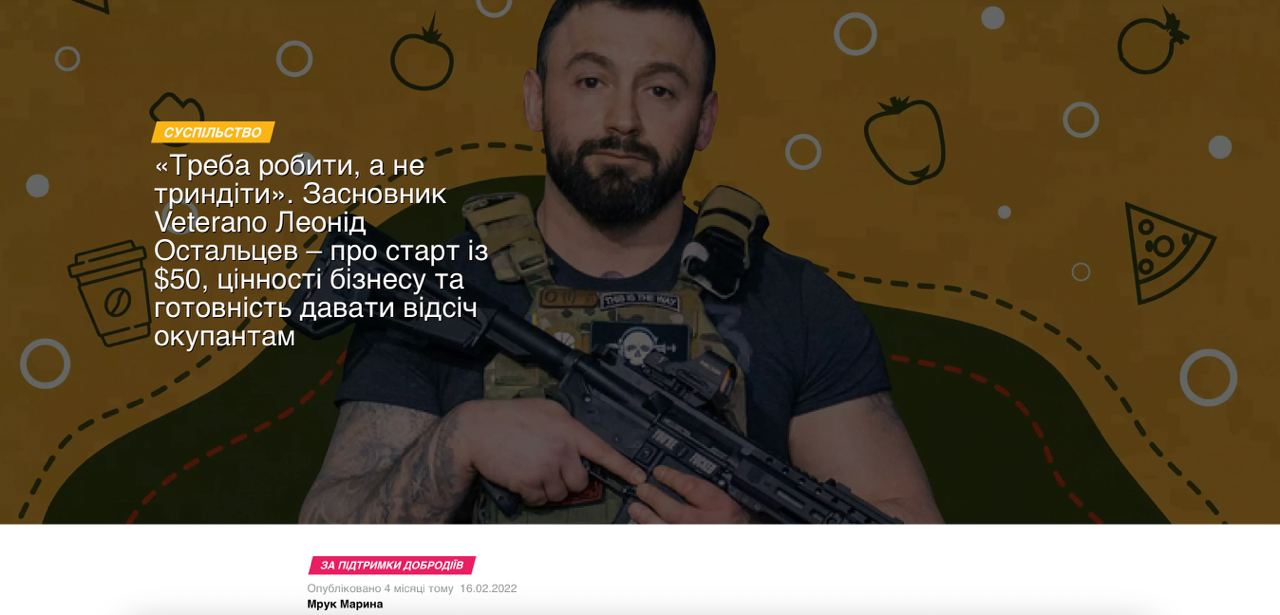 СУСПІЛЬСТВО
«Треба робити, а не
триндіти». Засновник
Veterano Леонід
Остальцев – про старт із
$50, цінності бізнесу та
готовність давати відсіч
окупантам
THIS IS THE WAY
ЗА ПІДТРИМКИ ДОБРОДІЇВ
Опубліковано 4 місяці тому 16.02.2022
Мрук Марина